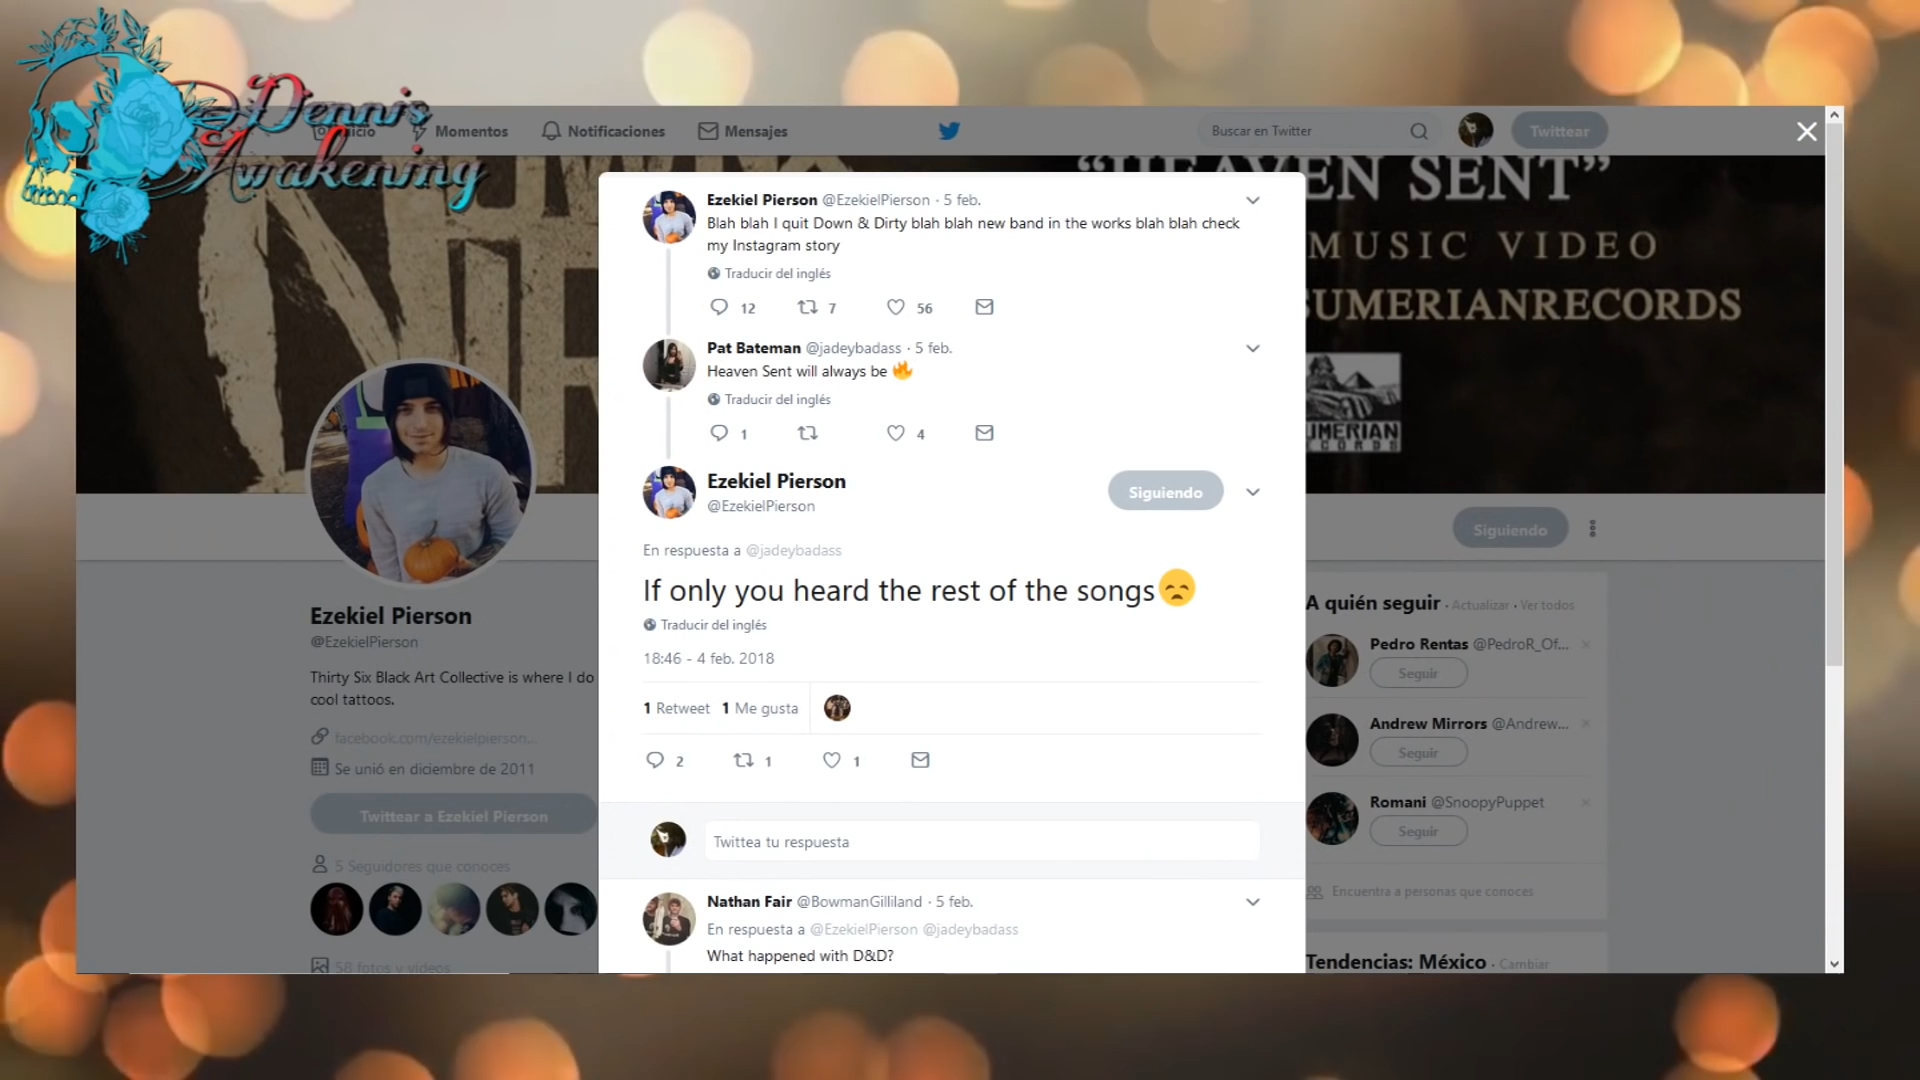 Dennis
Awakening
Momentos
Notificaciones
Mensajes
Buscar en Twitter
Twittear
"HEAVEN SENT"
MUSIC VIDEO
SUMERIANRECORDS
Ezekiel Pierson @EzekielPierson · 5 feb.
Blah blah I quit Down & Dirty blah blah new band in the works blah blah check
my Instagram story
Traducir del inglés
12 7 56
Pat Bateman @jadeybadass · 5 feb.
Heaven Sent will always be 🔥
Traducir del inglés
1 4
Ezekiel Pierson
@EzekielPierson
Siguiendo
En respuesta a @jadeybadass
If only you heard the rest of the songs😞
Traducir del inglés
18:46 - 4 feb. 2018
1 Retweet 1 Me gusta
2 1 1
Twittea tu respuesta
Nathan Fair @BowmanGilliland · 5 feb.
En respuesta a @EzekielPierson @jadeybadass
What happened with D&D?
Ezekiel Pierson
@EzekielPierson
Thirty Six Black Art Collective is where I do
cool tattoos.
facebook.com/ezekielpierson...
Se unió en diciembre de 2011
Twittear a Ezekiel Pierson
5 Seguidores que conoces
58 fotos y videos
Siguiendo
A quién seguir · Actualizar · Ver todos
Pedro Rentas @PedroR_Of...
Seguir
Andrew Mirrors @Andrew...
Seguir
Romani @SnoopyPuppet
Seguir
Encuentra a personas que conoces
Tendencias: México · Cambiar